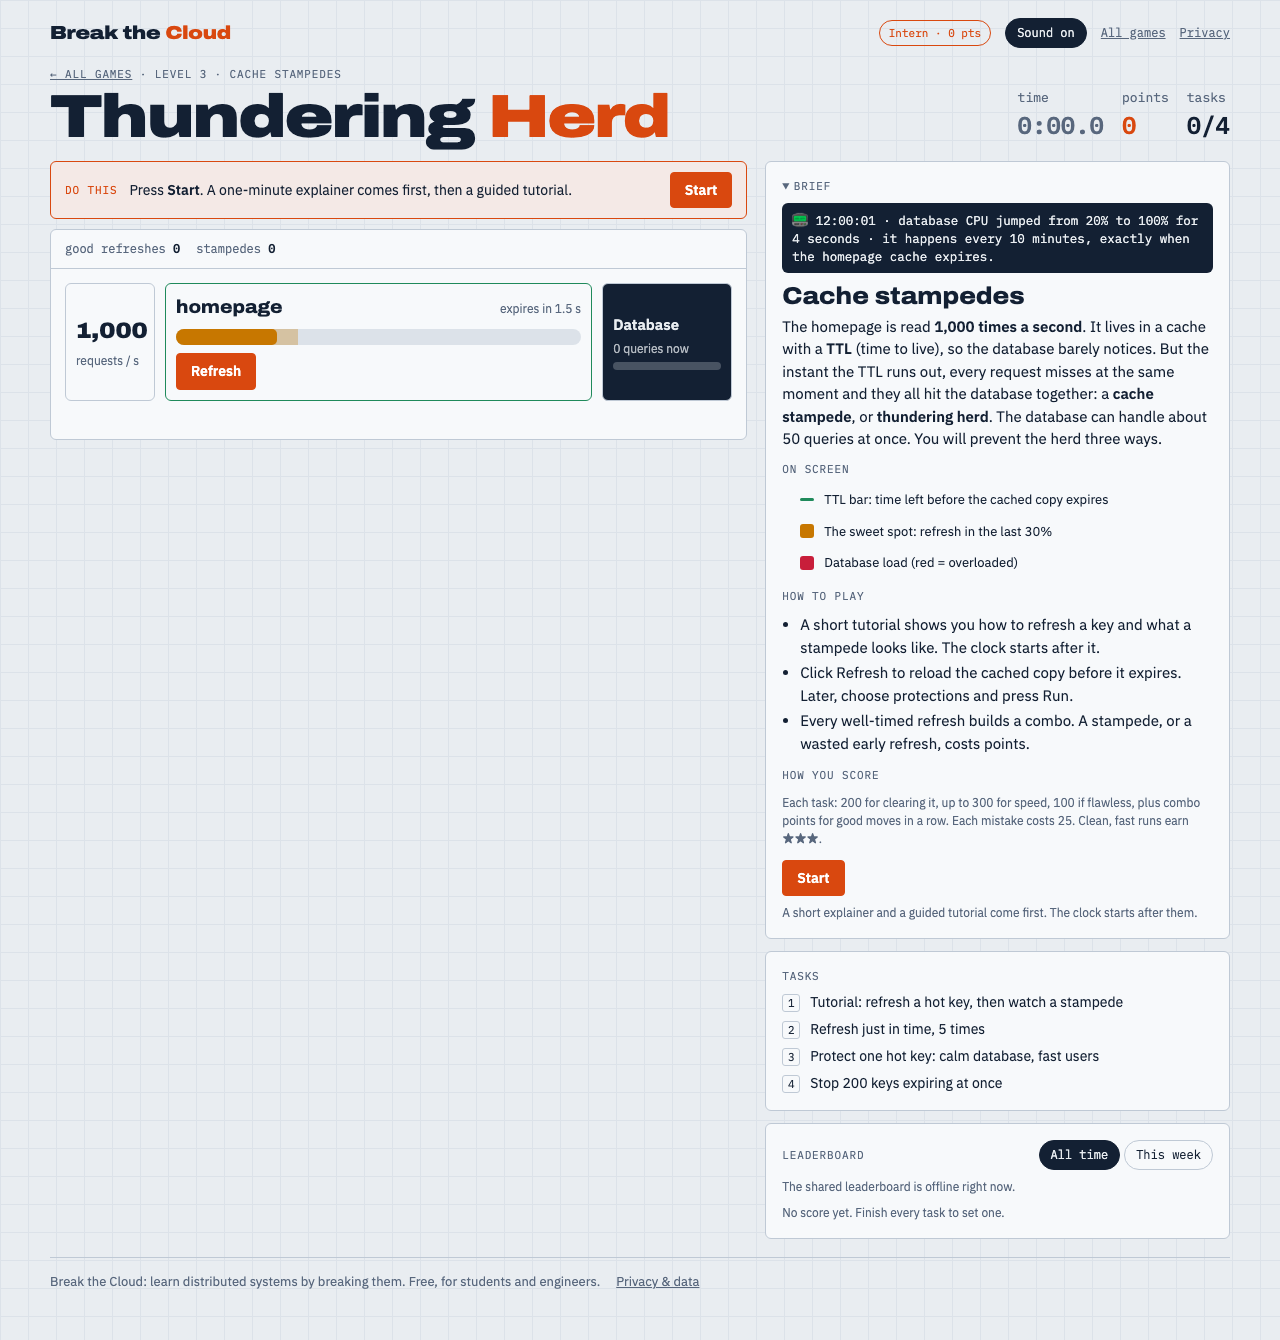 Break the Cloud
Intern · 0 pts
Sound on
All games
Privacy
← ALL GAMES · LEVEL 3 · CACHE STAMPEDES
Thundering Herd
time
0:00.0
points
0
tasks
0/4
DO THIS Press Start. A one-minute explainer comes first, then a guided tutorial.
Start
good refreshes 0 stampedes 0
1,000
requests / s
homepage
expires in 1.5 s
Refresh
Database
0 queries now
▼ BRIEF
12:00:01 · database CPU jumped from 20% to 100% for
4 seconds · it happens every 10 minutes, exactly when
the homepage cache expires.
Cache stampedes
The homepage is read 1,000 times a second. It lives in a cache
with a TTL (time to live), so the database barely notices. But the
instant the TTL runs out, every request misses at the same
moment and they all hit the database together: a cache
stampede, or thundering herd. The database can handle about
50 queries at once. You will prevent the herd three ways.
ON SCREEN
TTL bar: time left before the cached copy expires
The sweet spot: refresh in the last 30%
Database load (red = overloaded)
HOW TO PLAY
• A short tutorial shows you how to refresh a key and what a
stampede looks like. The clock starts after it.
• Click Refresh to reload the cached copy before it expires.
Later, choose protections and press Run.
• Every well-timed refresh builds a combo. A stampede, or a
wasted early refresh, costs points.
HOW YOU SCORE
Each task: 200 for clearing it, up to 300 for speed, 100 if flawless, plus combo
points for good moves in a row. Each mistake costs 25. Clean, fast runs earn
★★★.
Start
A short explainer and a guided tutorial come first. The clock starts after them.
TASKS
1 Tutorial: refresh a hot key, then watch a stampede
2 Refresh just in time, 5 times
3 Protect one hot key: calm database, fast users
4 Stop 200 keys expiring at once
LEADERBOARD
All time
This week
The shared leaderboard is offline right now.
No score yet. Finish every task to set one.
Break the Cloud: learn distributed systems by breaking them. Free, for students and engineers. Privacy & data